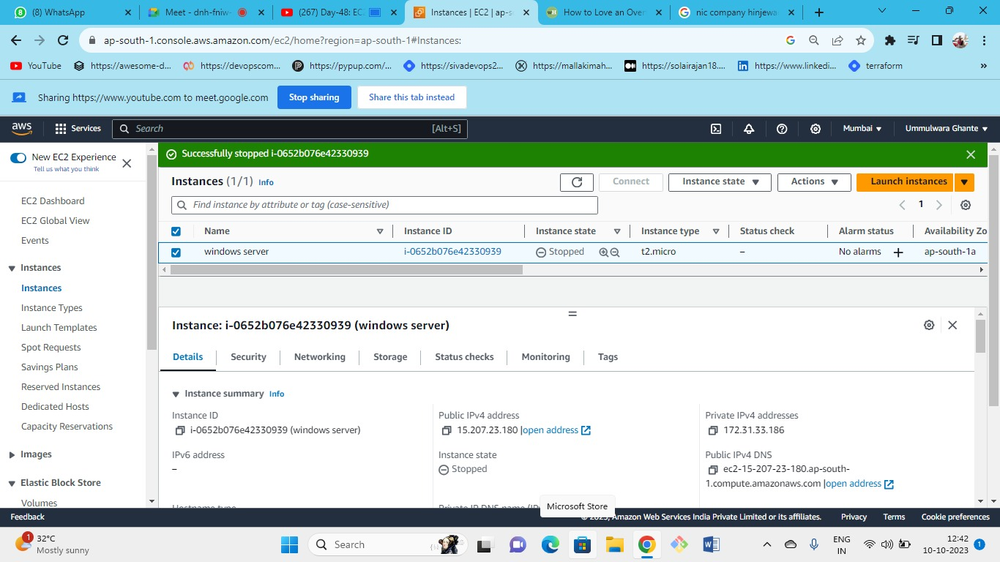 (8) WhatsApp
Meet - dnh-fniw-
(267) Day-48: EC
Instances | EC2 | ap-s
How to Love an Over
nic company hinjewa
ap-south-1.console.aws.amazon.com/ec2/home?region=ap-south-1#Instances:
YouTube
https://awesome-d...
https://devopscom...
https://pypup.com/...
https://sivadevops2...
https://mallakimah...
https://solairajan18....
https://www.linkedi...
terraform
Sharing https://www.youtube.com to meet.google.com
Stop sharing
Share this tab instead
aws
Services
Search
[Alt+S]
Mumbai
Ummulwara Ghante
New EC2 Experience
Tell us what you think
EC2 Dashboard
EC2 Global View
Events
Instances
Instances
Instance Types
Launch Templates
Spot Requests
Savings Plans
Reserved Instances
Dedicated Hosts
Capacity Reservations
Images
Elastic Block Store
Volumes
Successfully stopped i-0652b076e42330939
Instances (1/1) Info
Connect
Instance state
Actions
Launch instances
Find instance by attribute or tag (case-sensitive)
1
Name
Instance ID
Instance state
Instance type
Status check
Alarm status
Availability Zo
windows server
i-0652b076e42330939
Stopped
t2.micro
–
No alarms
ap-south-1a
Instance: i-0652b076e42330939 (windows server)
Details
Security
Networking
Storage
Status checks
Monitoring
Tags
Instance summary Info
Instance ID
i-0652b076e42330939 (windows server)
Public IPv4 address
15.207.23.180 |open address
Private IPv4 addresses
172.31.33.186
IPv6 address
–
Instance state
Stopped
Public IPv4 DNS
ec2-15-207-23-180.ap-south-
1.compute.amazonaws.com |open address
Hostname type
Private IP DNS name (IP
Microsoft Store
Feedback
© 2023, Amazon Web Services India Private Limited or its affiliates.
Privacy
Terms
Cookie preferences
1
32°C
Mostly sunny
Search
ENG
IN
12:42
10-10-2023
1